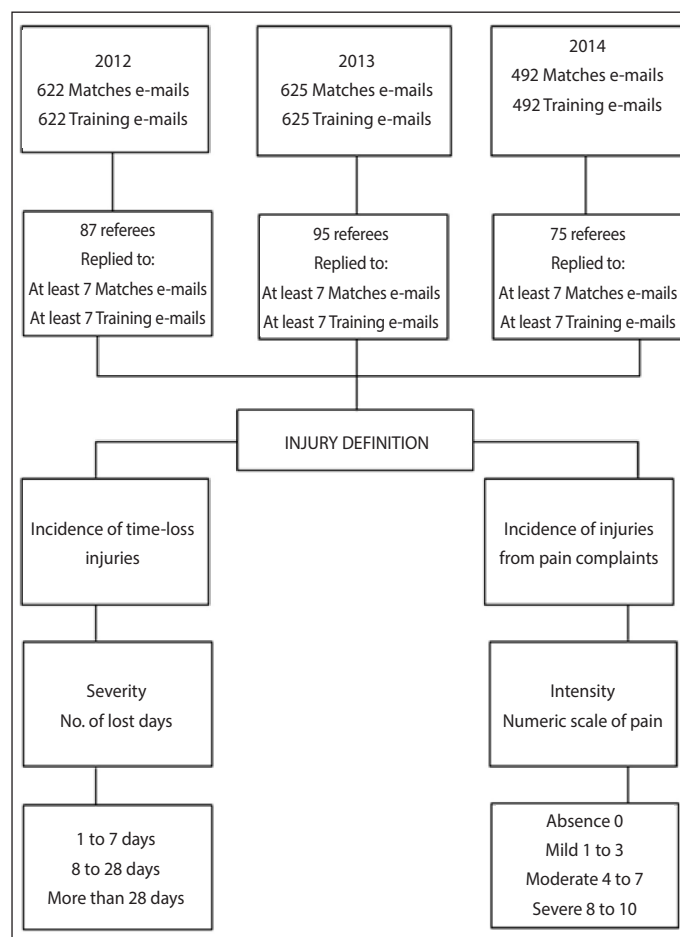 2012
622 Matches e-mails
622 Training e-mails
2013
625 Matches e-mails
625 Training e-mails
2014
492 Matches e-mails
492 Training e-mails
87 referees
Replied to:
At least 7 Matches e-mails
At least 7 Training e-mails
95 referees
Replied to:
At least 7 Matches e-mails
At least 7 Training e-mails
75 referees
Replied to:
At least 7 Matches e-mails
At least 7 Training e-mails
INJURY DEFINITION
Incidence of time-loss
injuries
Incidence of injuries
from pain complaints
Severity
No. of lost days
Intensity
Numeric scale of pain
1 to 7 days
8 to 28 days
More than 28 days
Absence 0
Mild 1 to 3
Moderate 4 to 7
Severe 8 to 10